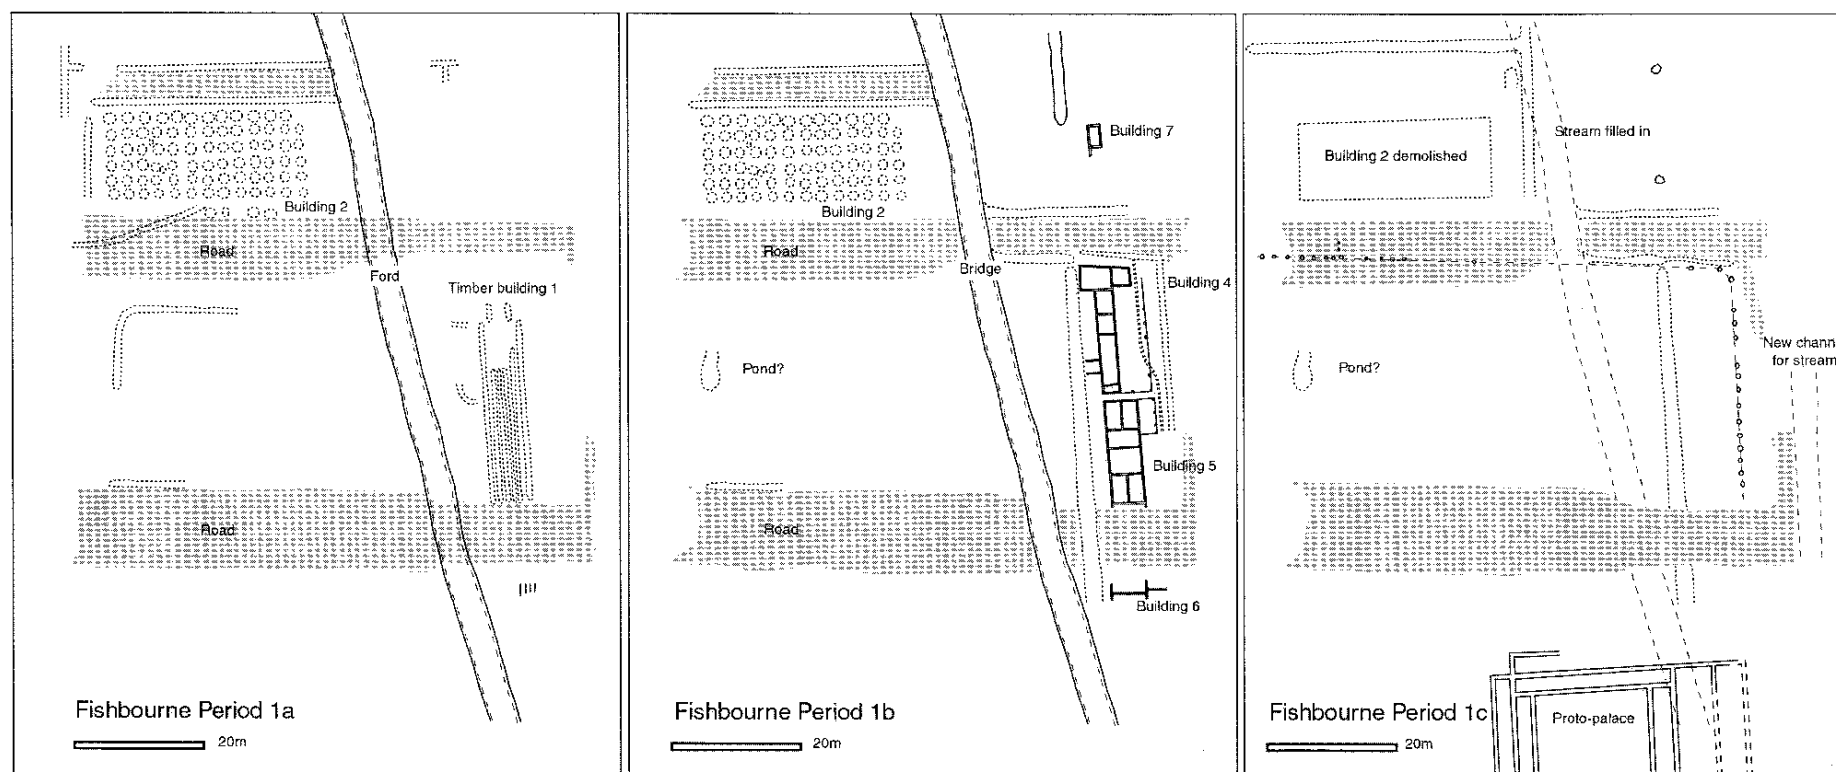 Building 2
Road
Ford
Timber building 1
Road
Fishbourne Period 1a
20m
Building 7
Building 2
Road
Bridge
Building 4
Pond?
Building 5
Road
Building 6
Fishbourne Period 1b
20m
Stream filled in
Building 2 demolished
New chann
for stream
Pond?
Fishbourne Period 1c
Proto-palace
20m